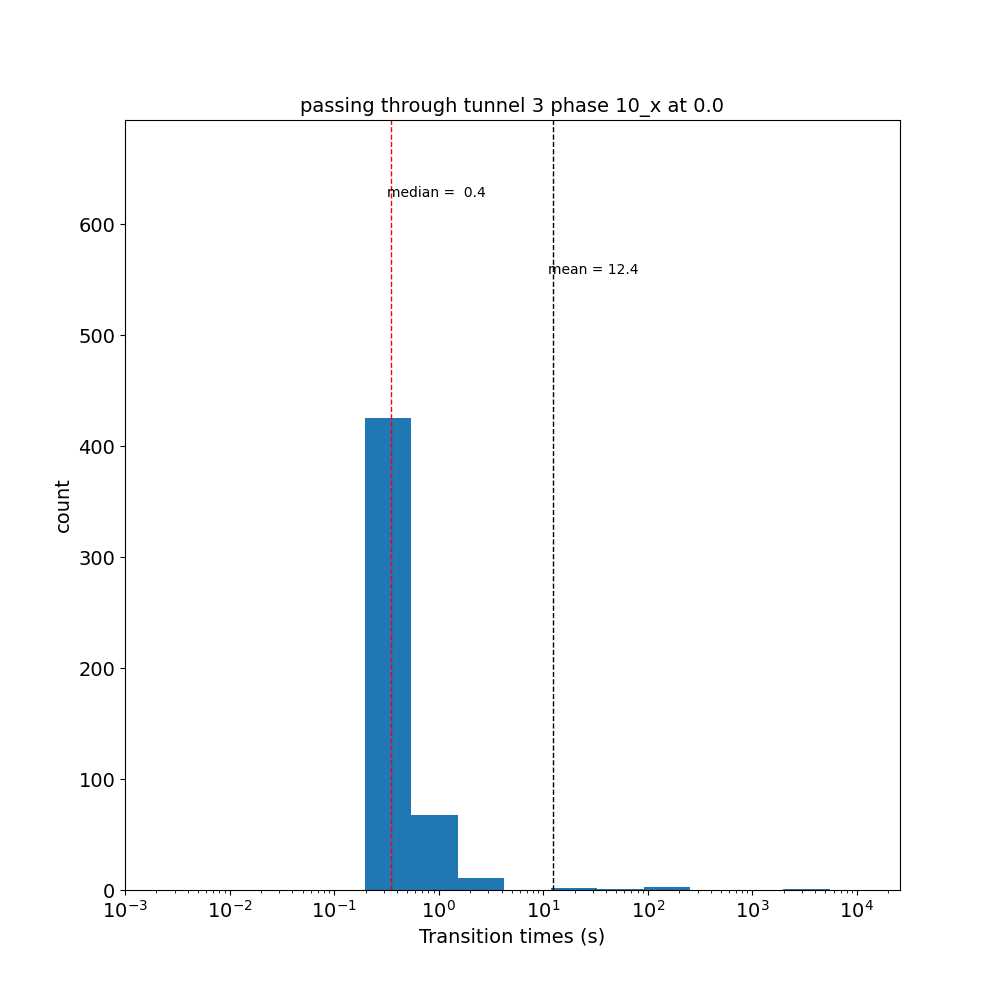 passing through tunnel 3 phase 10_x at 0.0
median =  0.4
mean = 12.4
600
500
400
300
200
100
0
count
10⁻³ 10⁻² 10⁻¹ 10⁰ 10¹ 10² 10³ 10⁴
Transition times (s)